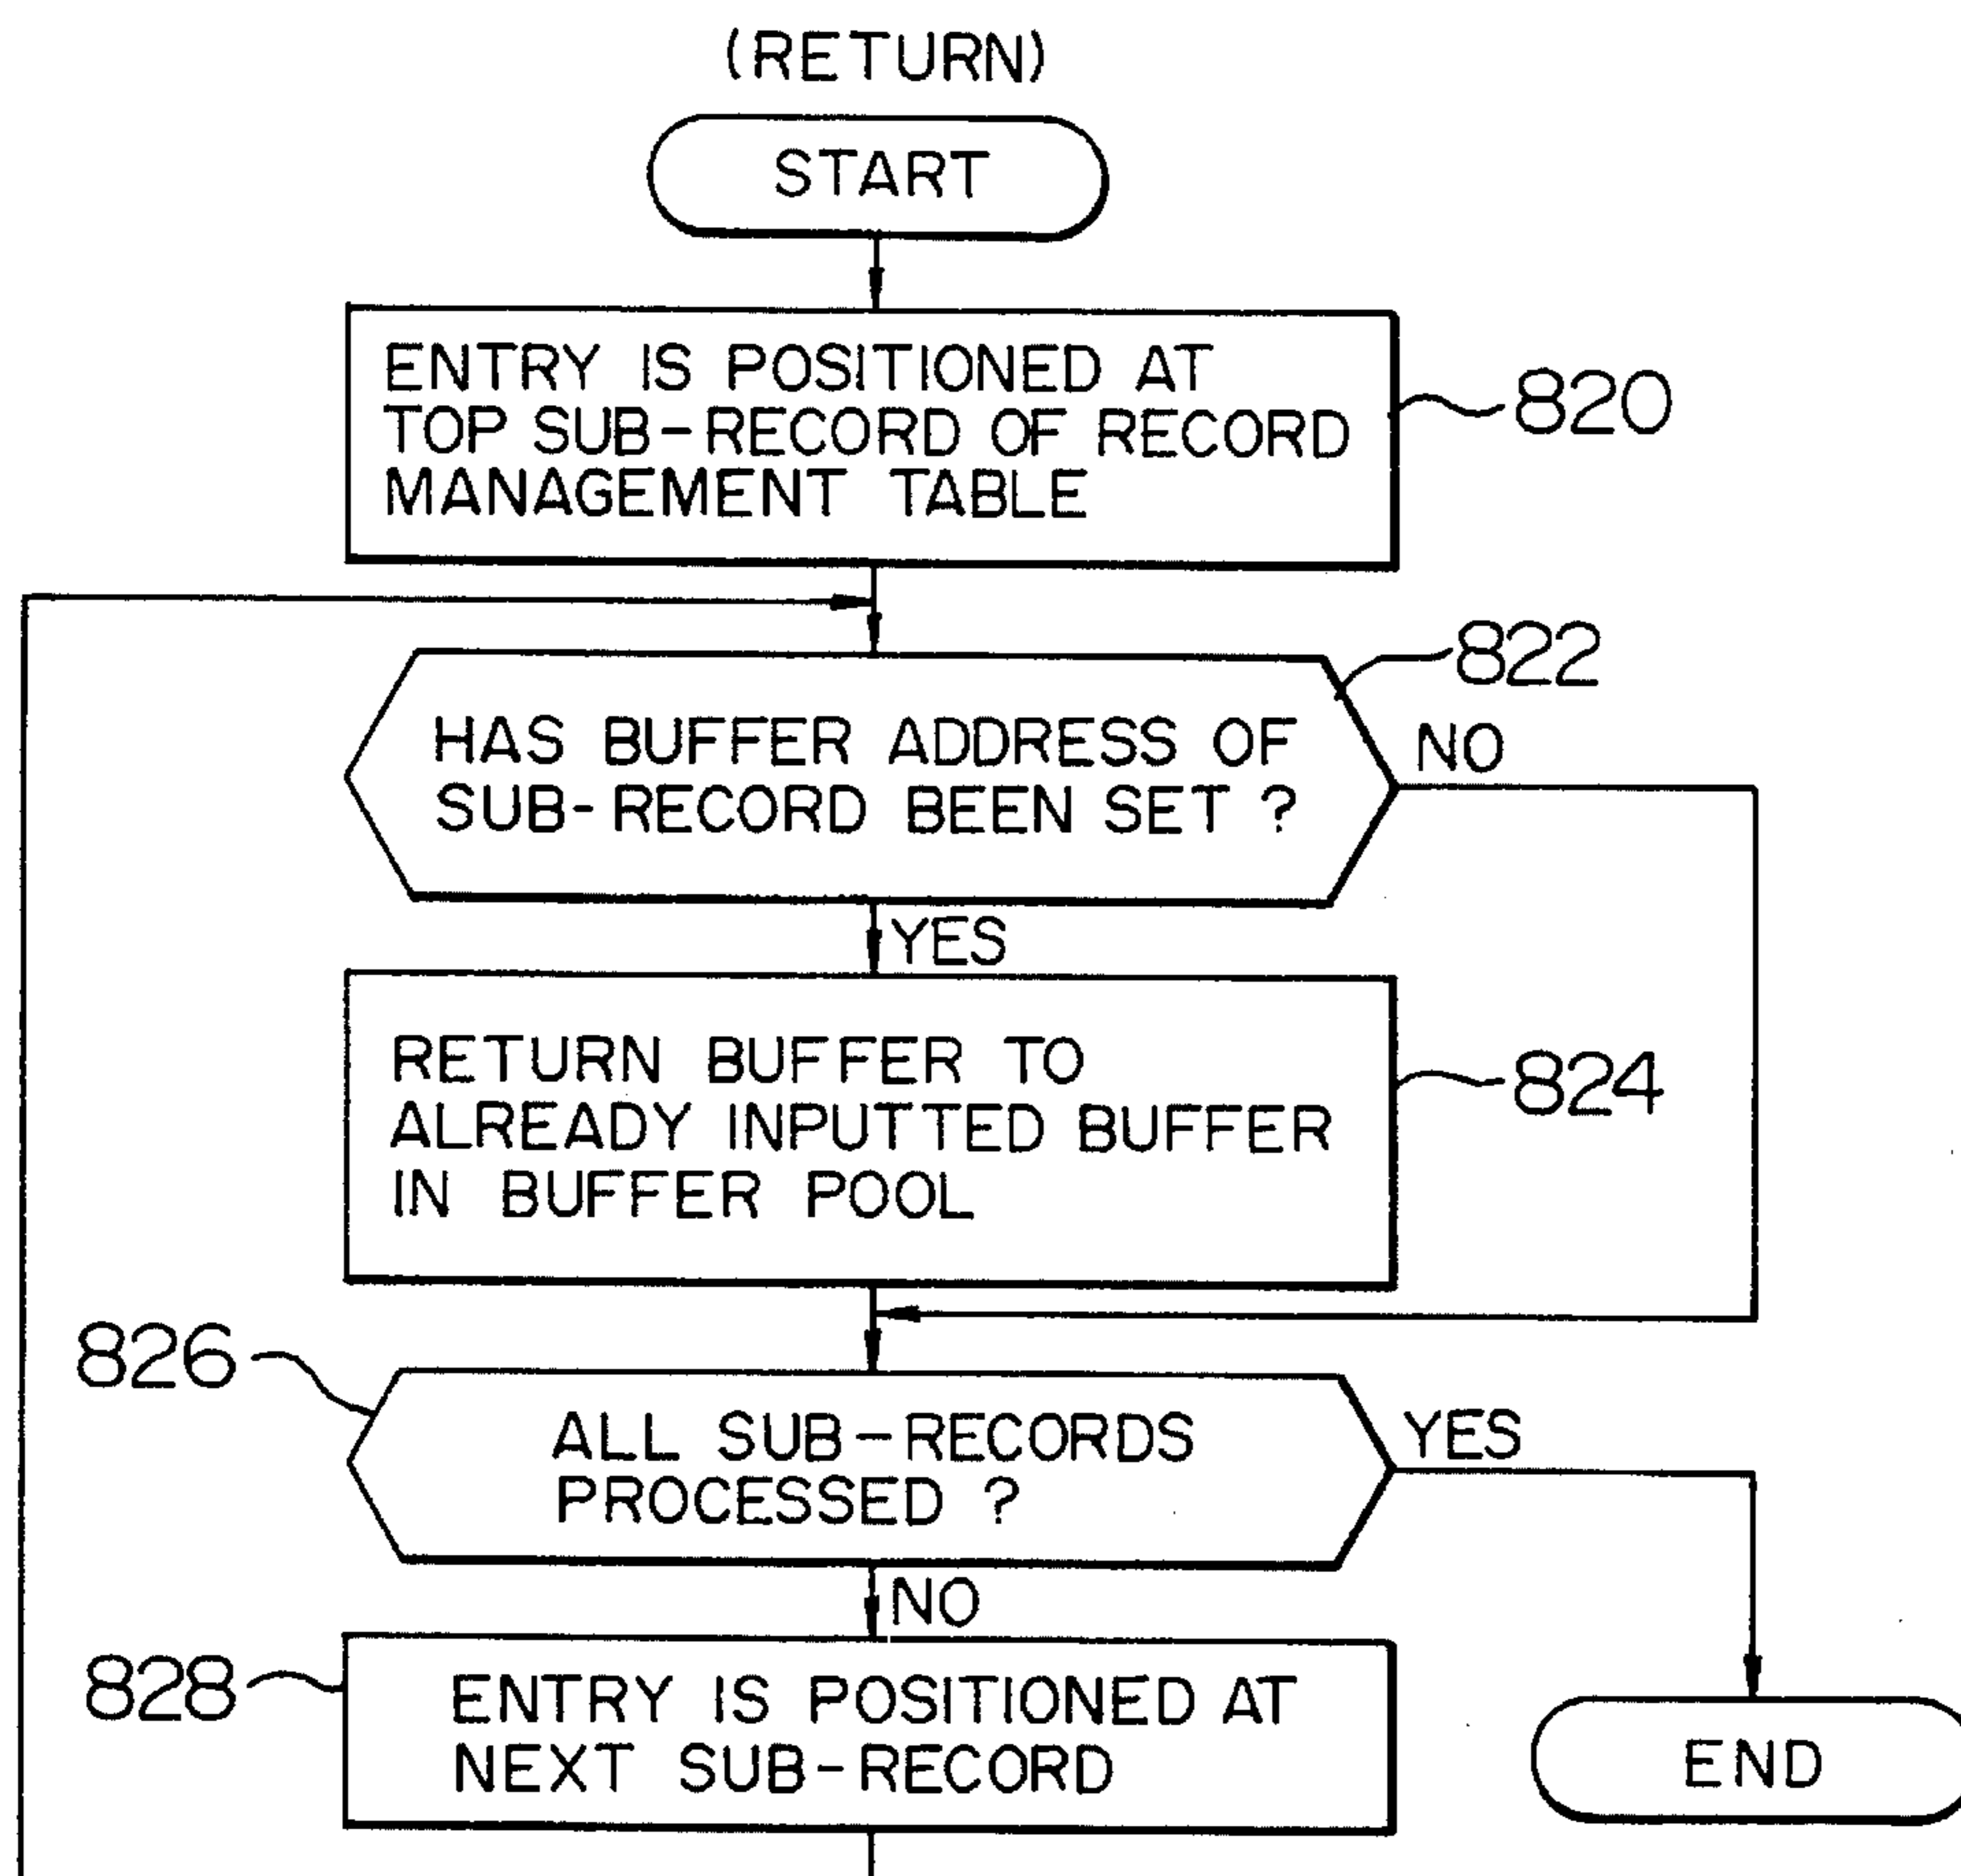 (RETURN)
START
ENTRY IS POSITIONED AT
TOP SUB-RECORD OF RECORD
MANAGEMENT TABLE
820
822
HAS BUFFER ADDRESS OF
SUB-RECORD BEEN SET ?
NO
YES
RETURN BUFFER TO
ALREADY INPUTTED BUFFER
IN BUFFER POOL
824
826
ALL SUB-RECORDS
PROCESSED ?
YES
NO
828
ENTRY IS POSITIONED AT
NEXT SUB-RECORD
END